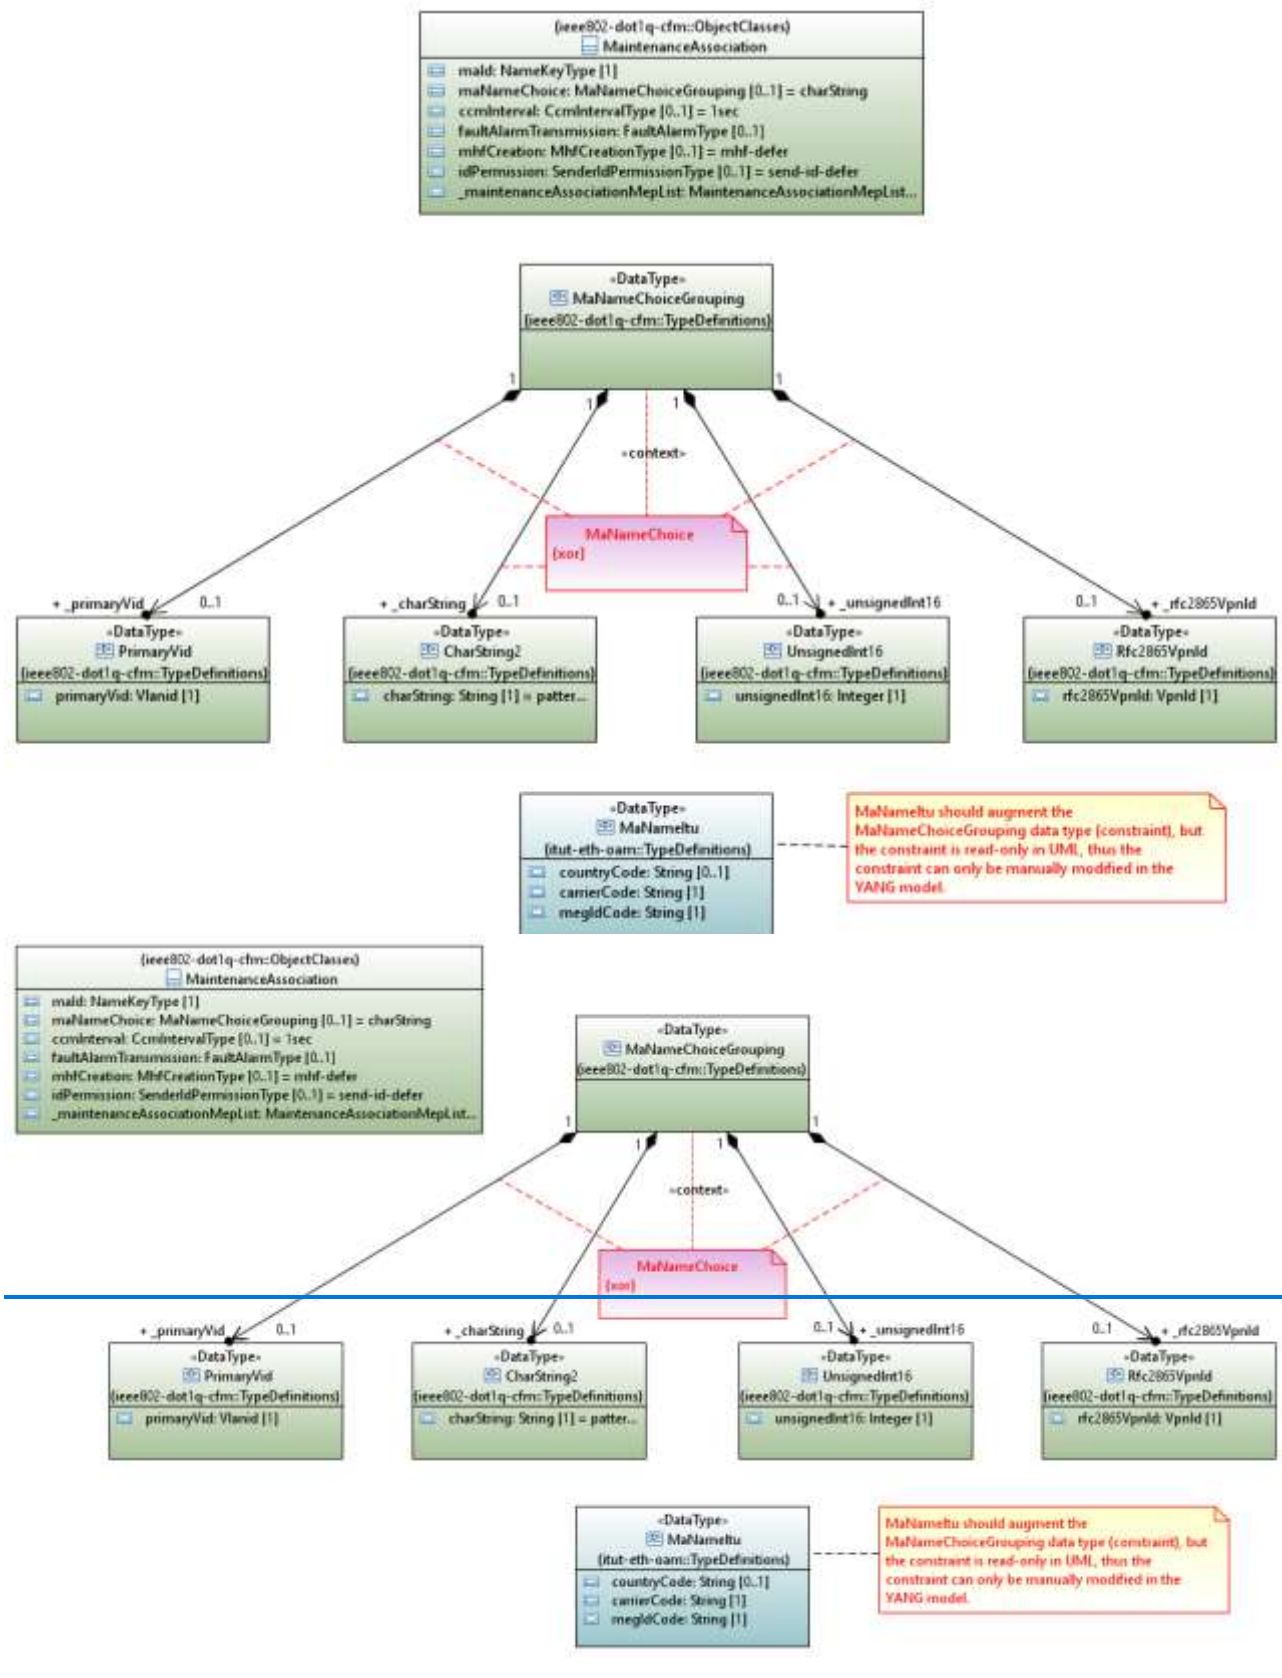 (ieee802-dot1q-cfm::ObjectClasses)
MaintenanceAssociation
maId: NameKeyType [1]
maNameChoice: MaNameChoiceGrouping [0..1] = charString
ccmInterval: CcmIntervalType [0..1] = 1sec
faultAlarmTransmission: FaultAlarmType [0..1]
mhfCreation: MhfCreationType [0..1] = mhf-defer
idPermission: SenderIdPermissionType [0..1] = send-id-defer
_maintenanceAssociationMepList: MaintenanceAssociationMepList...
«DataType»
MaNameChoiceGrouping
(ieee802-dot1q-cfm::TypeDefinitions)
1 1 1 1
«context»
MaNameChoice
{xor}
+ _primaryVid 0..1 + _charString 0..1 0..1 + _unsignedInt16 0..1 + _rfc2865VpnId
«DataType» «DataType» «DataType» «DataType»
PrimaryVid CharString2 UnsignedInt16 Rfc2865VpnId
(ieee802-dot1q-cfm::TypeDefinitions) (ieee802-dot1q-cfm::TypeDefinitions) (ieee802-dot1q-cfm::TypeDefinitions) (ieee802-dot1q-cfm::TypeDefinitions)
primaryVid: Vlanid [1] charString: String [1] = patter... unsignedInt16: Integer [1] rfc2865VpnId: VpnId [1]
«DataType»
MaNameItu
(itut-eth-oam::TypeDefinitions)
countryCode: String [0..1]
carrierCode: String [1]
megIdCode: String [1]
MaNameItu should augment the
MaNameChoiceGrouping data type (constraint), but
the constraint is read-only in UML, thus the
constraint can only be manually modified in the
YANG model.
(ieee802-dot1q-cfm::ObjectClasses)
MaintenanceAssociation
maId: NameKeyType [1]
maNameChoice: MaNameChoiceGrouping [0..1] = charString
ccmInterval: CcmIntervalType [0..1] = 1sec
faultAlarmTransmission: FaultAlarmType [0..1]
mhfCreation: MhfCreationType [0..1] = mhf-defer
idPermission: SenderIdPermissionType [0..1] = send-id-defer
_maintenanceAssociationMepList: MaintenanceAssociationMepList...
«DataType»
MaNameChoiceGrouping
(ieee802-dot1q-cfm::TypeDefinitions)
1 1 1 1
«context»
MaNameChoice
{xor}
+ _primaryVid 0..1 + _charString 0..1 0..1 + _unsignedInt16 0..1 + _rfc2865VpnId
«DataType» «DataType» «DataType» «DataType»
PrimaryVid CharString2 UnsignedInt16 Rfc2865VpnId
(ieee802-dot1q-cfm::TypeDefinitions) (ieee802-dot1q-cfm::TypeDefinitions) (ieee802-dot1q-cfm::TypeDefinitions) (ieee802-dot1q-cfm::TypeDefinitions)
primaryVid: Vlanid [1] charString: String [1] = patter... unsignedInt16: Integer [1] rfc2865VpnId: VpnId [1]
«DataType»
MaNameItu
(itut-eth-oam::TypeDefinitions)
countryCode: String [0..1]
carrierCode: String [1]
megIdCode: String [1]
MaNameItu should augment the
MaNameChoiceGrouping data type (constraint), but
the constraint is read-only in UML, thus the
constraint can only be manually modified in the
YANG model.